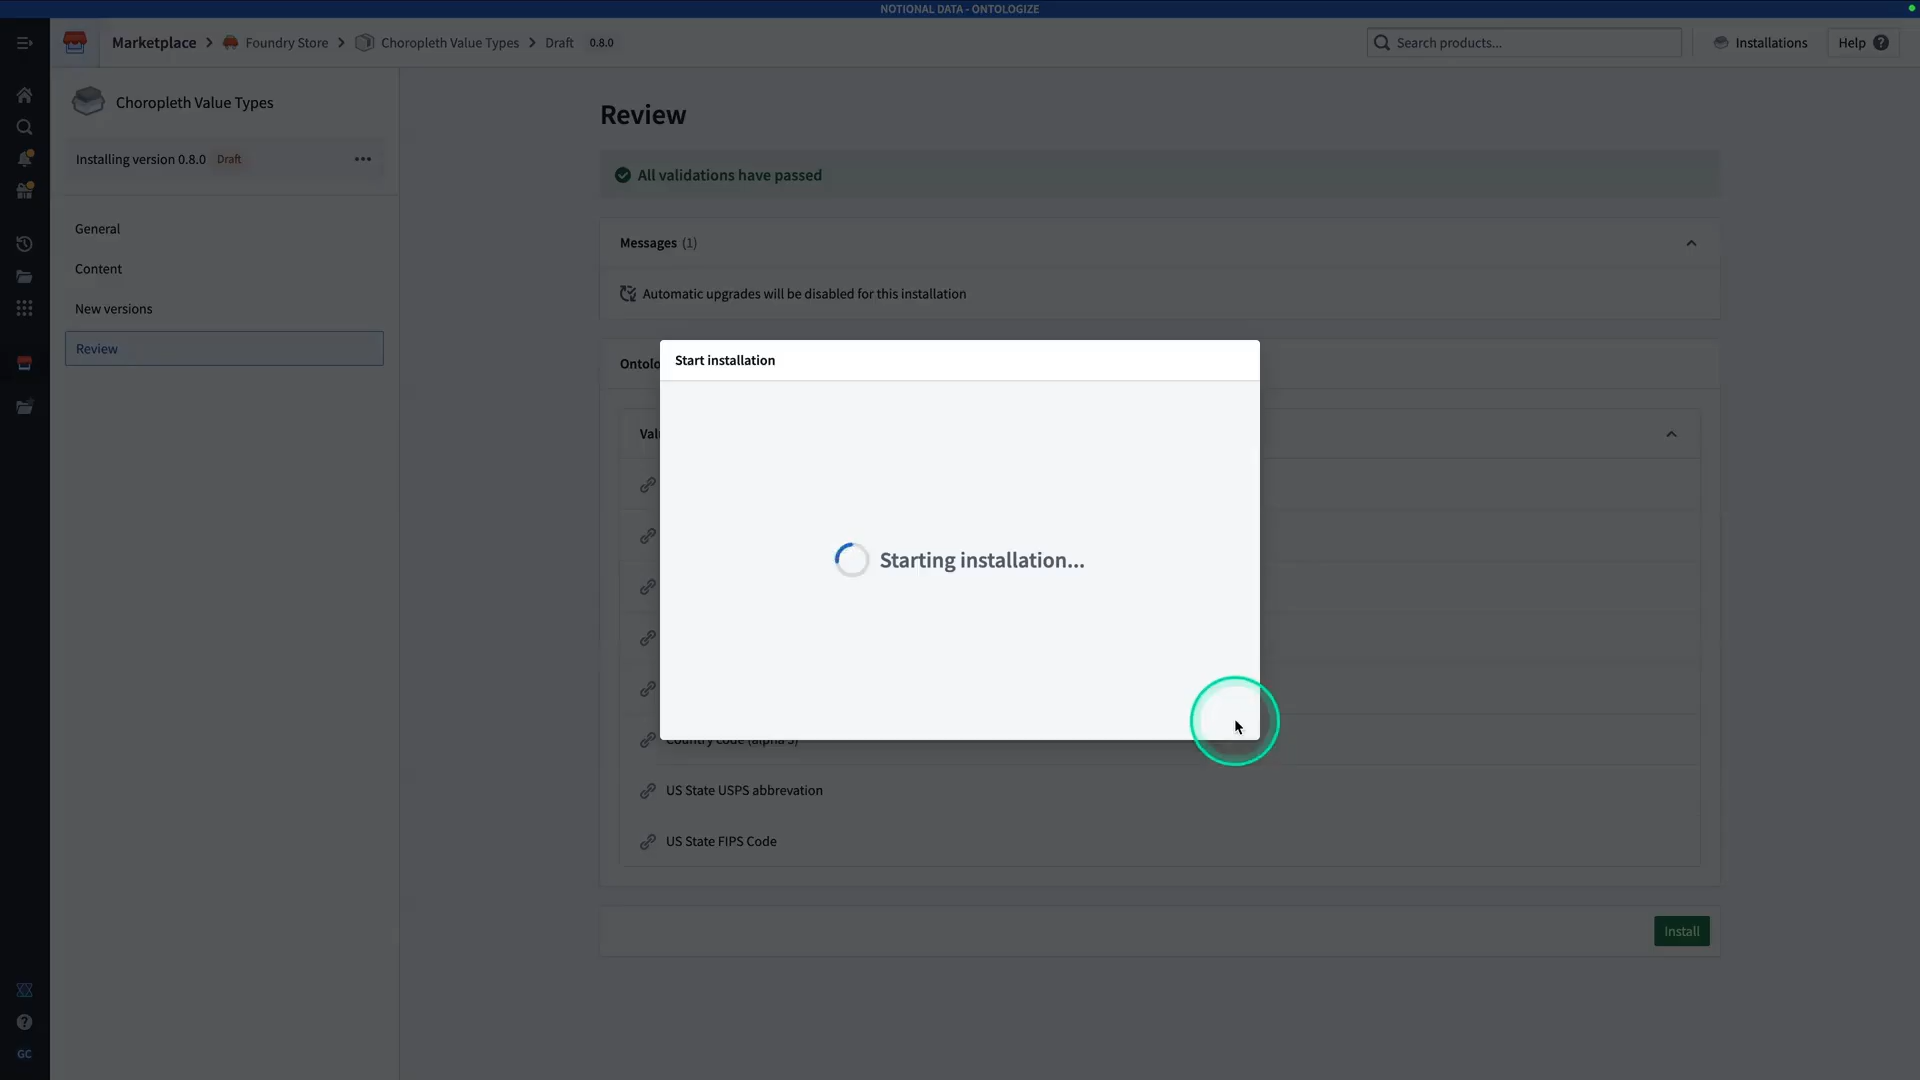 NOTIONAL DATA - ONTOLOGIZE
Marketplace > Foundry Store > Choropleth Value Types > Draft 0.8.0
Search products...
Installations
Help
Choropleth Value Types
Installing version 0.8.0 Draft
General
Content
New versions
Review
Review
All validations have passed
Messages (1)
Automatic upgrades will be disabled for this installation
Start installation
Starting installation...
Country code (alpha 3)
US State USPS abbrevation
US State FIPS Code
Install
GC